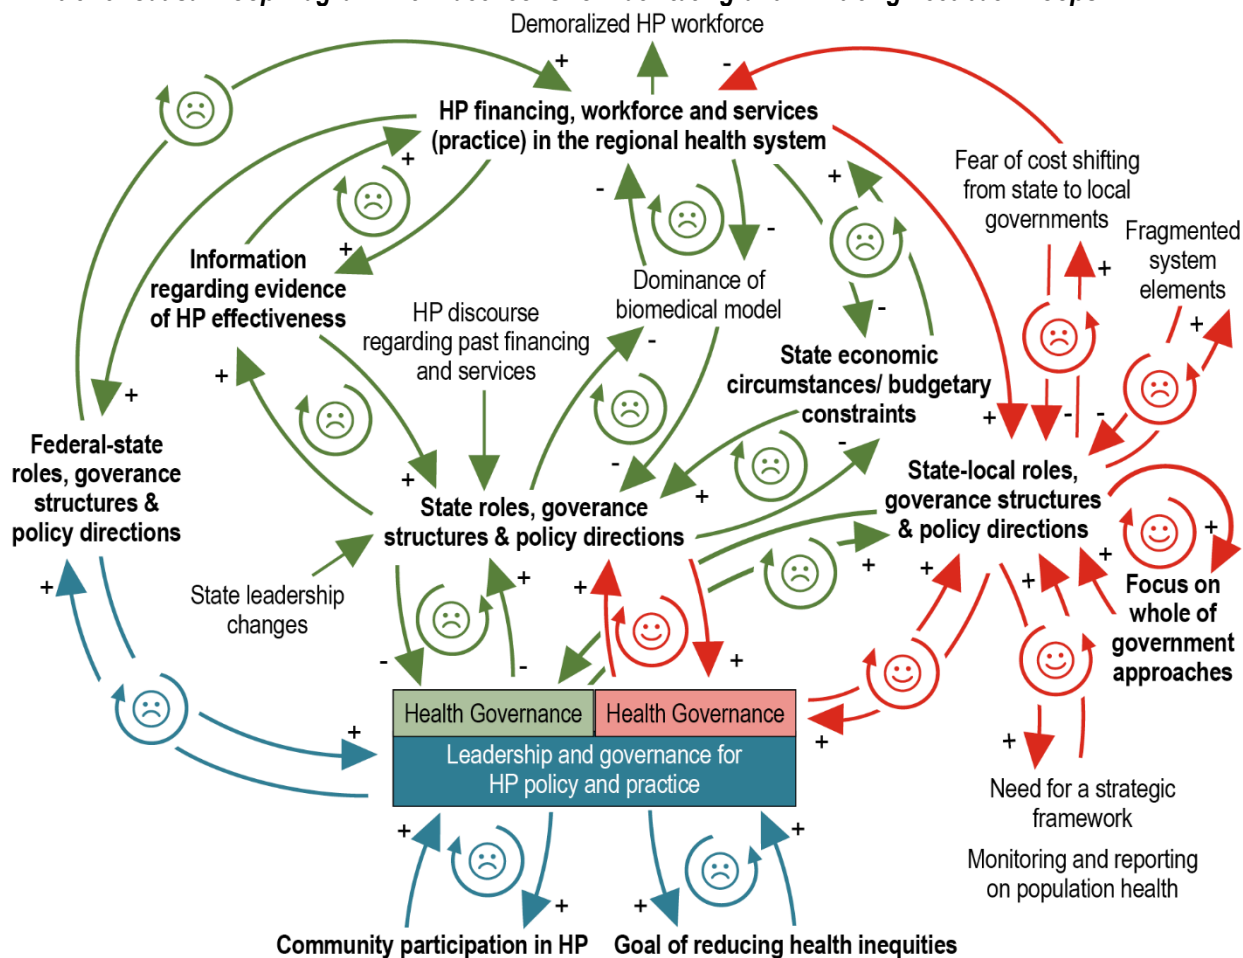 Demoralized HP workforce
HP financing, workforce and services
(practice) in the regional health system
Fear of cost shifting
from state to local
governments
Fragmented
system
elements
Information
regarding evidence
of HP effectiveness
HP discourse
regarding past financing
and services
Dominance of
biomedical model
State economic
circumstances/ budgetary
constraints
Federal-state
roles, goverance
structures &
policy directions
State roles, goverance
structures & policy directions
State-local roles,
goverance structures
& policy directions
State leadership
changes
Focus on
whole of
government
approaches
Health Governance
Health Governance
Leadership and governance for
HP policy and practice
Need for a strategic
framework
Monitoring and reporting
on population health
Community participation in HP
Goal of reducing health inequities